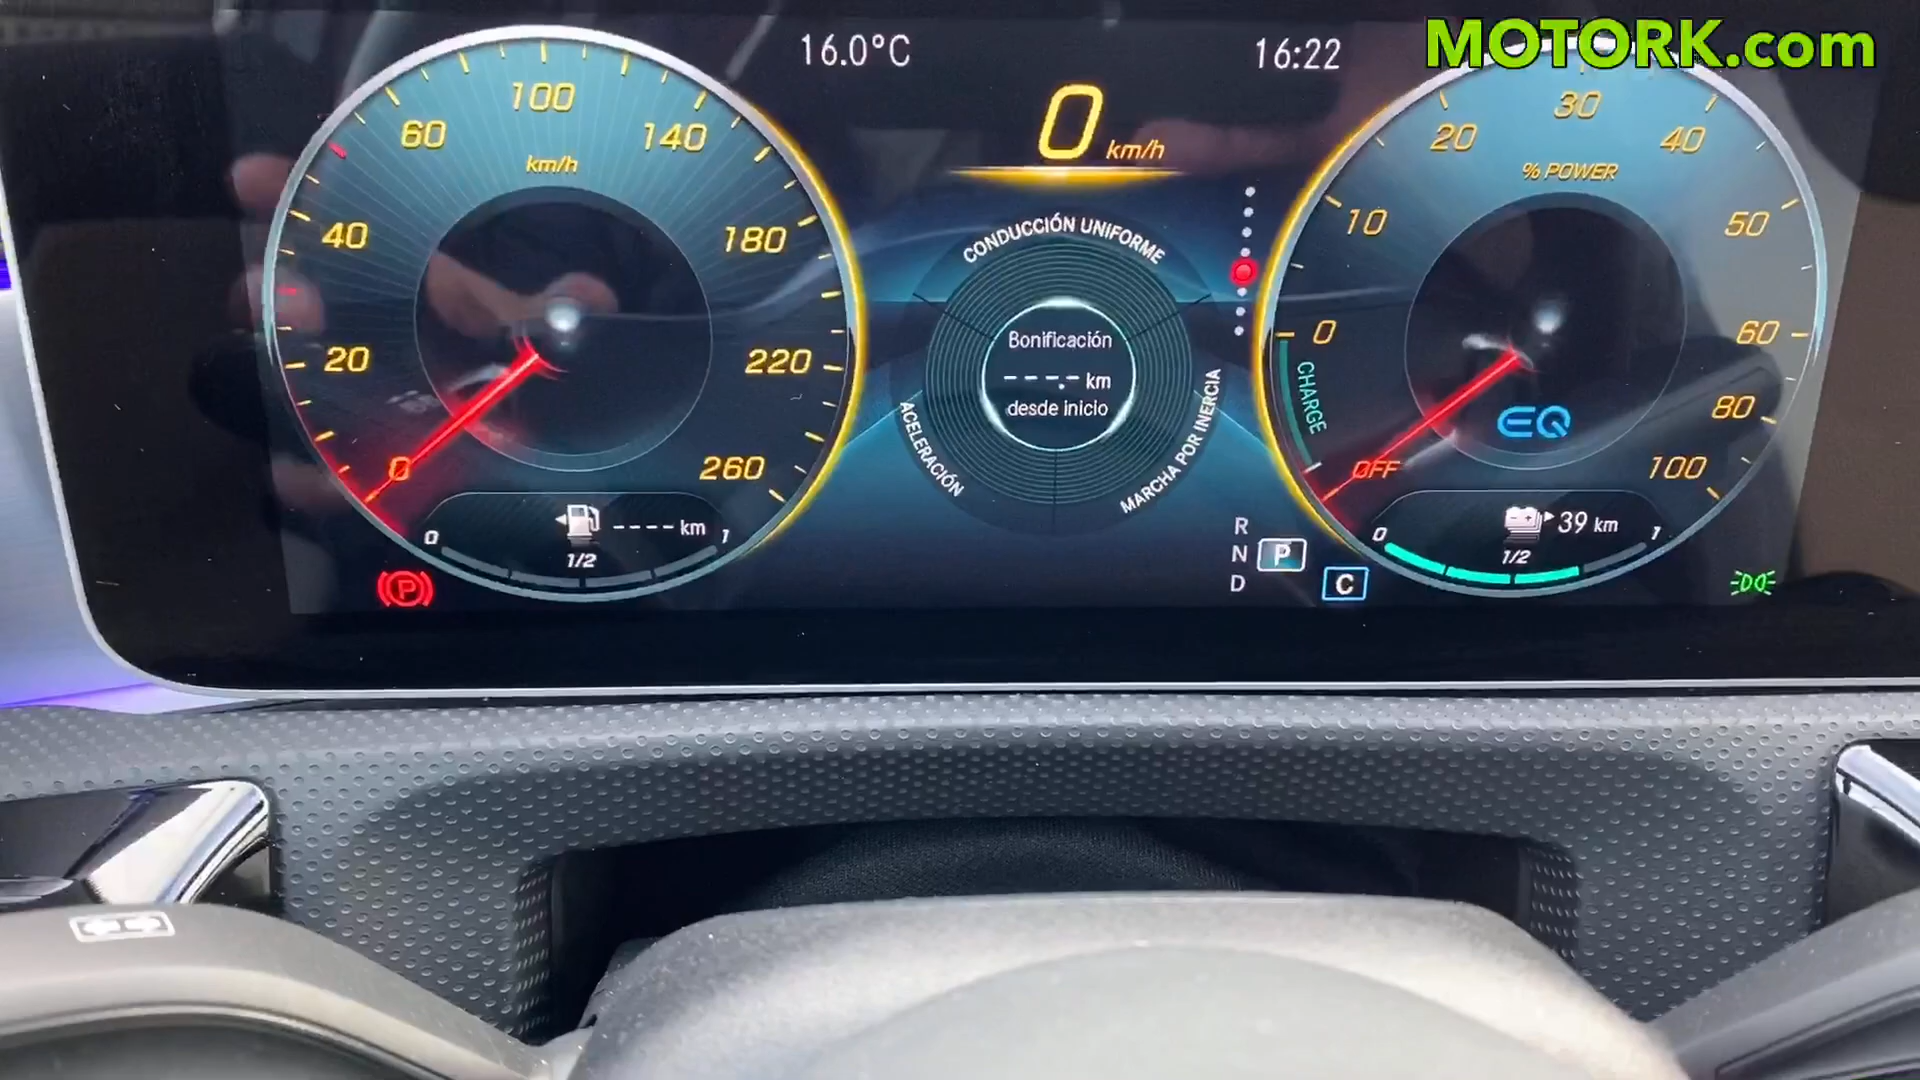 MOTORK.com
16.0°C
16:22
0 km/h
0
20
40
60
100
140
180
220
260
km/h
0
1/2
1
---- km
CONDUCCIÓN UNIFORME
Bonificación
----.- km
desde inicio
ACELERACIÓN
MARCHA POR INERCIA
R
N
D
P
C
OFF
CHARGE
0
10
20
30
40
50
60
80
100
% POWER
EQ
39 km
0
1/2
1
P